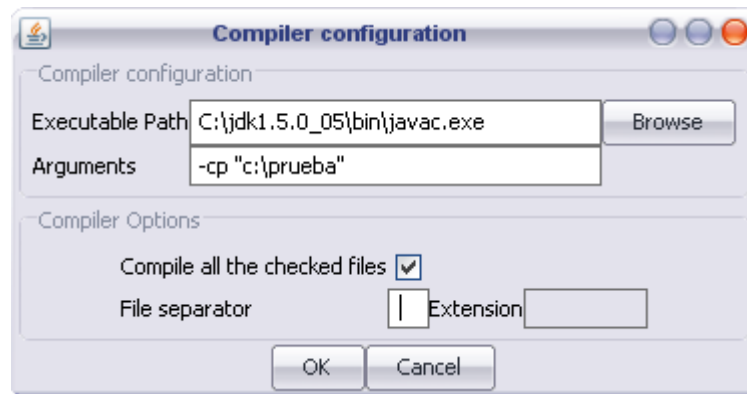 Compiler configuration
Compiler configuration
Executable Path C:\jdk1.5.0_05\bin\javac.exe Browse
Arguments -cp "c:\prueba"
Compiler Options
Compile all the checked files
File separator Extension
OK Cancel